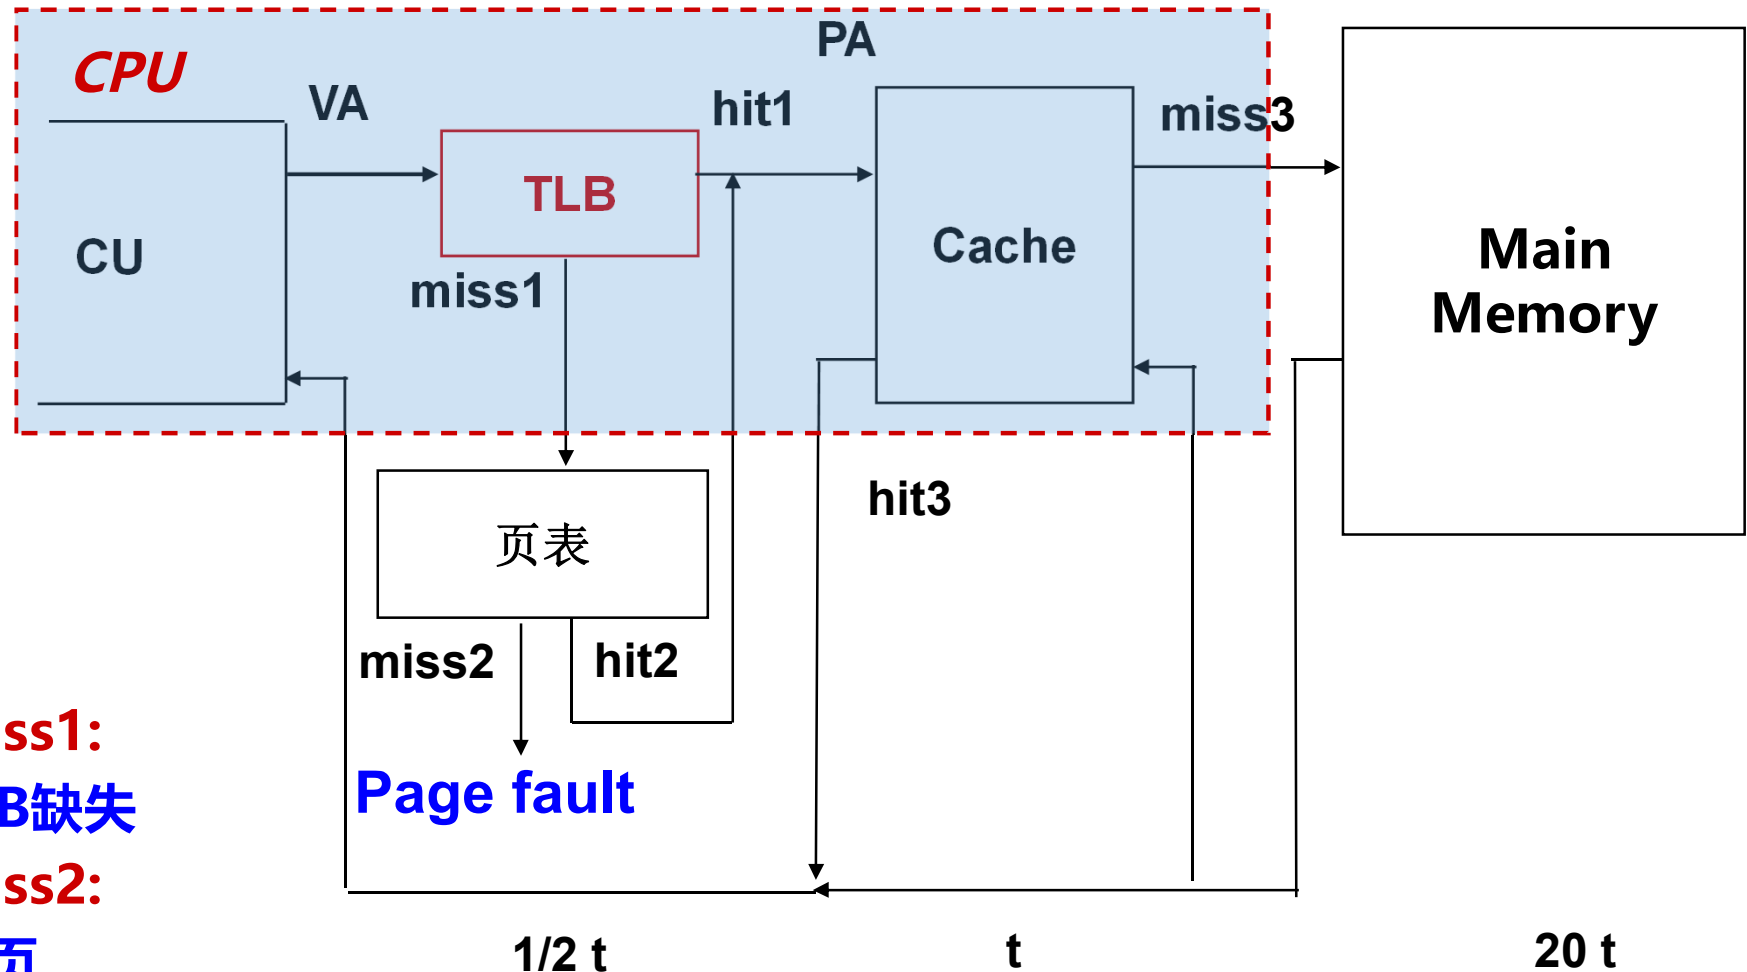 PA
CPU
VA
hit1
miss3
TLB
CU
Cache
Main
Memory
miss1
hit3
页表
miss2
hit2
ss1:
Page fault
B缺失
ss2:
页
1/2 t
t
20 t